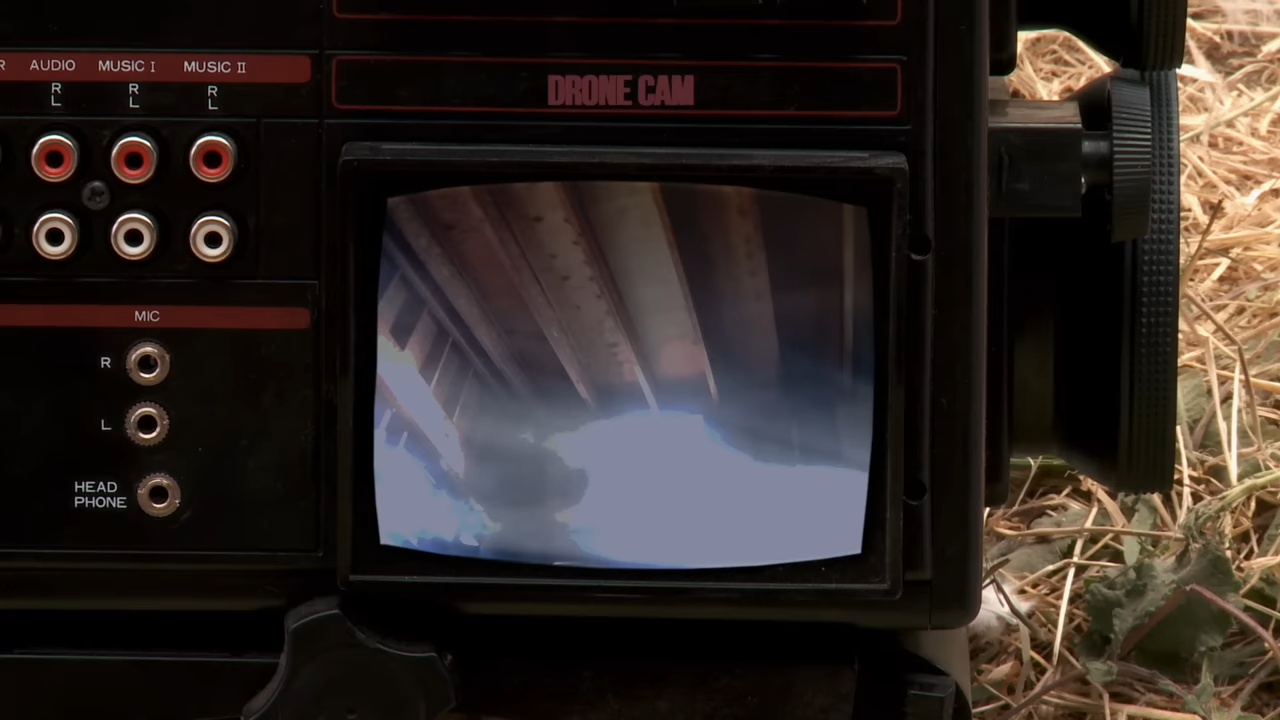 R AUDIO MUSIC I MUSIC II
R R R
L L L
DRONE CAM
MIC
R
L
HEAD
PHONE